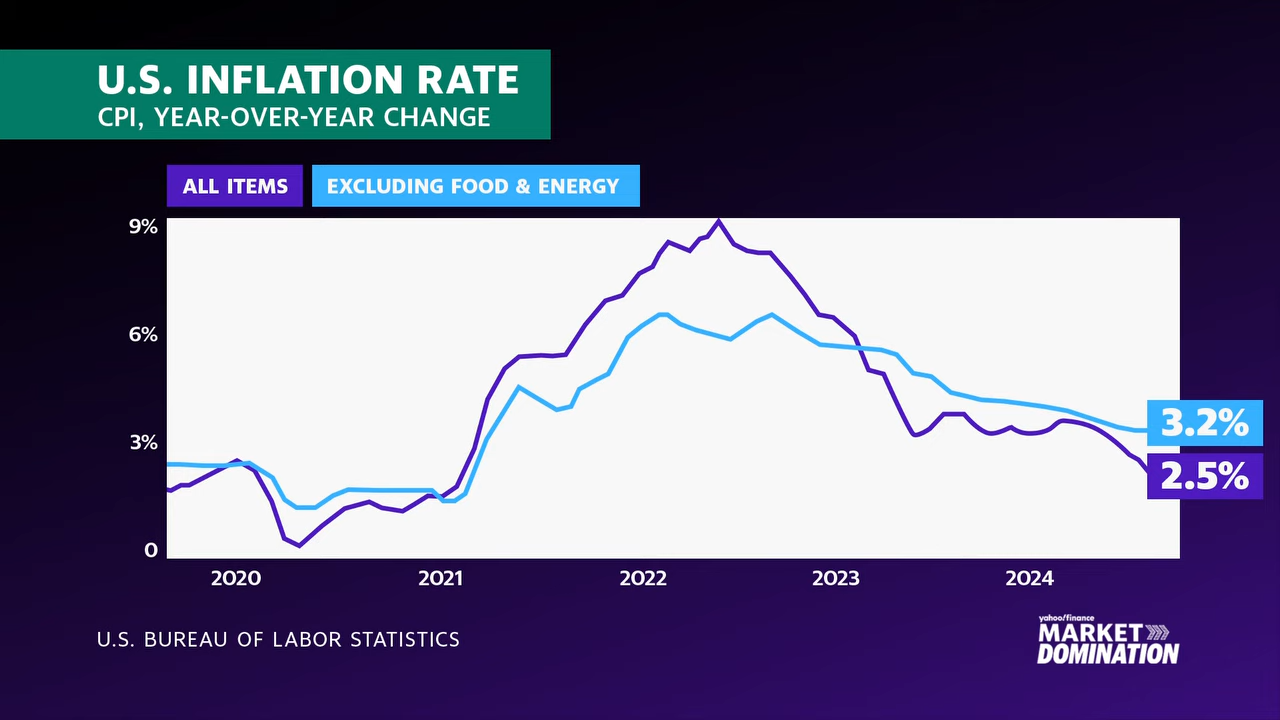 U.S. INFLATION RATE
CPI, YEAR-OVER-YEAR CHANGE
ALL ITEMS
EXCLUDING FOOD & ENERGY
9%
6%
3%
0
3.2%
2.5%
2020
2021
2022
2023
2024
U.S. BUREAU OF LABOR STATISTICS
yahoo!finance
MARKET
DOMINATION